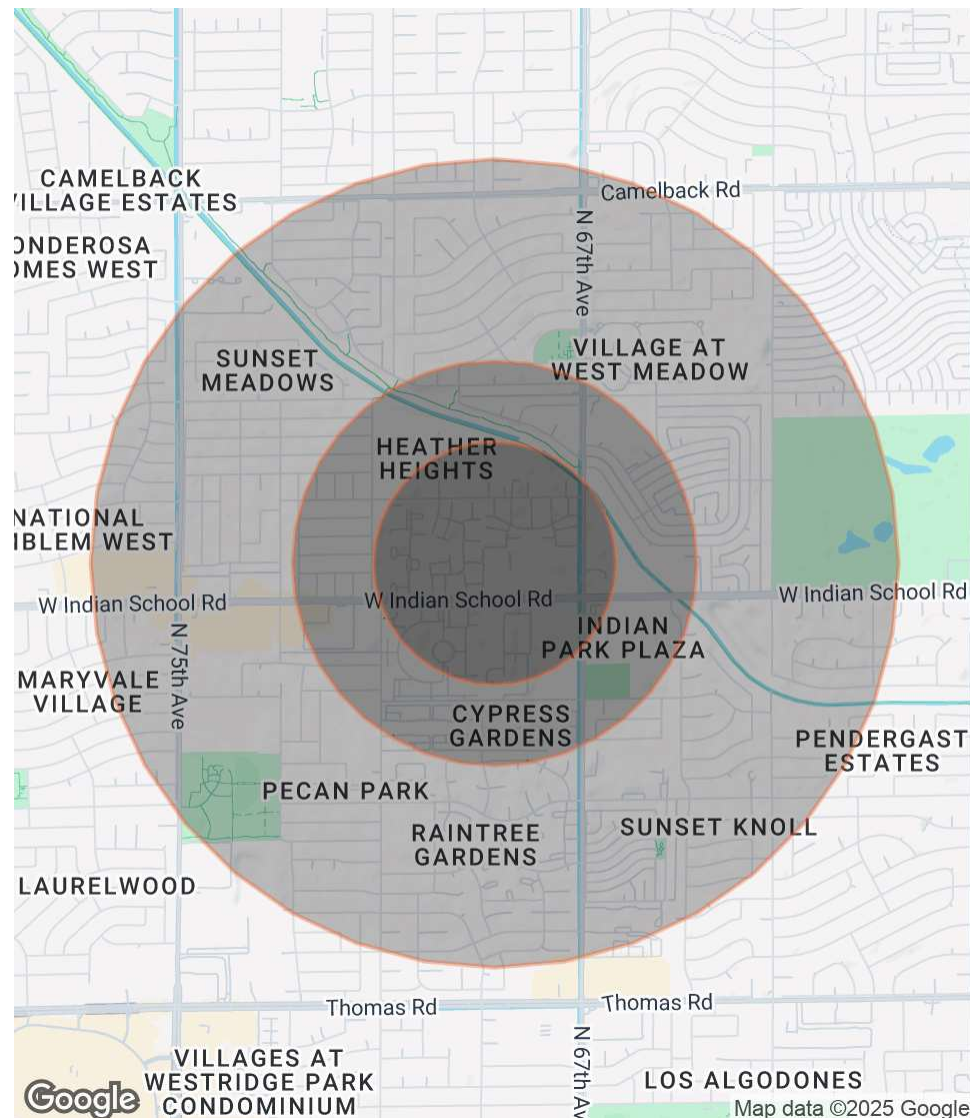 CAMELBACK
VILLAGE ESTATES
Camelback Rd
N 67th Ave
ONDEROSA
OMES WEST
SUNSET
MEADOWS
VILLAGE AT
WEST MEADOW
HEATHER
HEIGHTS
NATIONAL
MBLEM WEST
W Indian School Rd
W Indian School Rd
W Indian School Rd
N 75th Ave
INDIAN
PARK PLAZA
MARYVALE
VILLAGE
CYPRESS
GARDENS
PENDERGAST
ESTATES
PECAN PARK
RAINTREE
GARDENS
SUNSET KNOLL
LAURELWOOD
Thomas Rd
Thomas Rd
N 67th Av
VILLAGES AT
WESTRIDGE PARK
CONDOMINIUM
LOS ALGODONES
Google
Map data ©2025 Google